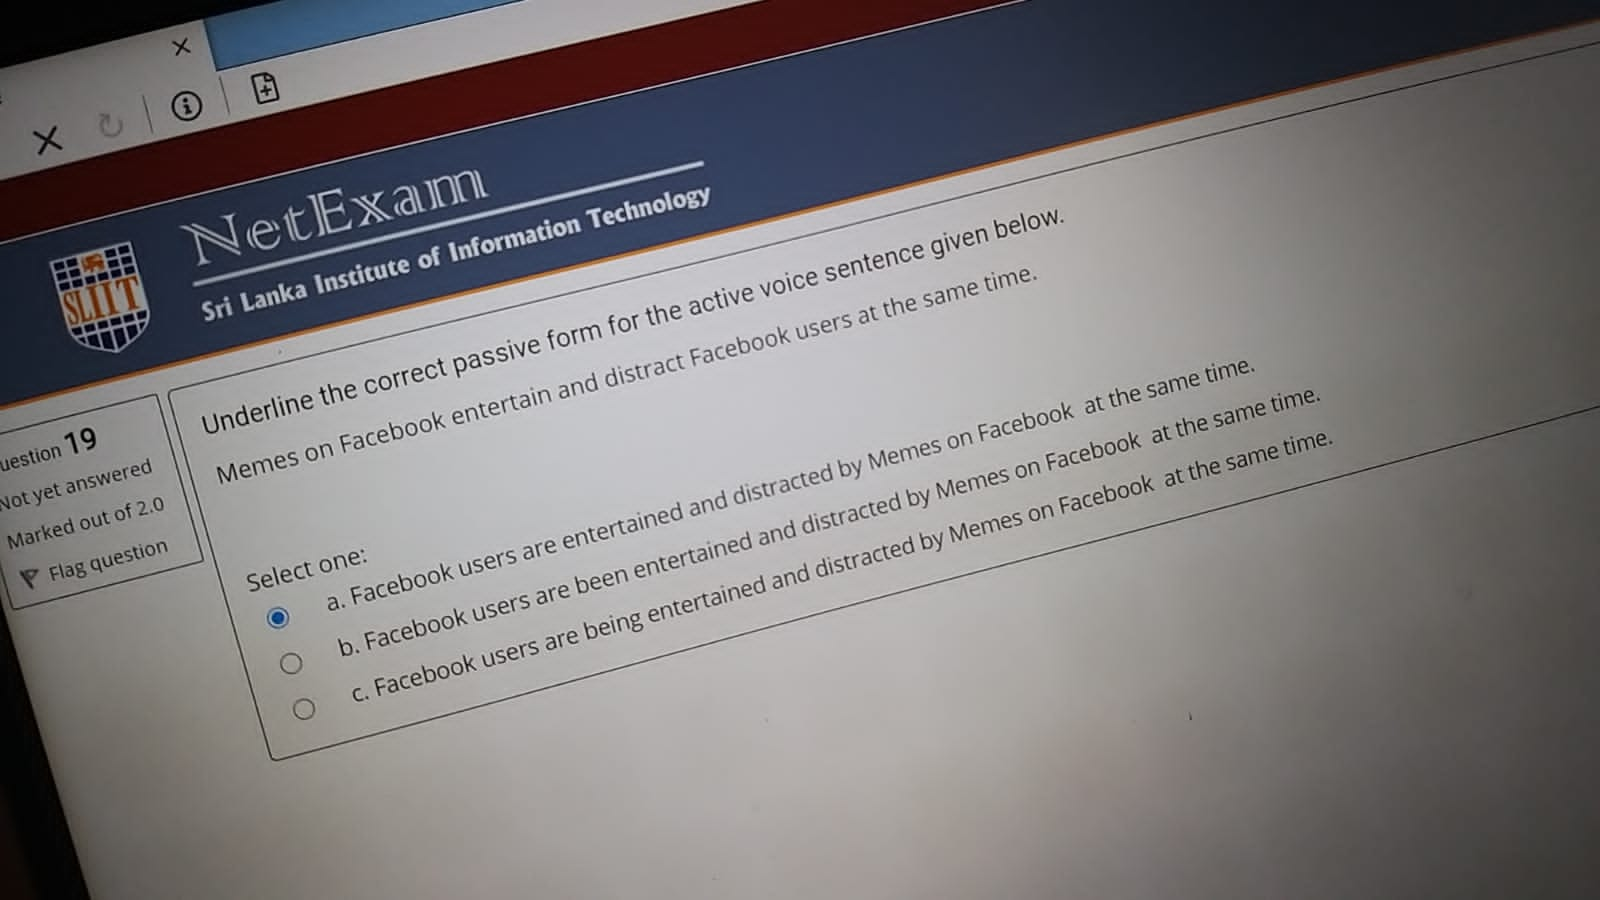 NetExam
Sri Lanka Institute of Information Technology
SLIIT
uestion 19
Not yet answered
Marked out of 2.0
Flag question
Underline the correct passive form for the active voice sentence given below.
Memes on Facebook entertain and distract Facebook users at the same time.
Select one:
a. Facebook users are entertained and distracted by Memes on Facebook at the same time.
b. Facebook users are been entertained and distracted by Memes on Facebook at the same time.
c. Facebook users are being entertained and distracted by Memes on Facebook at the same time.